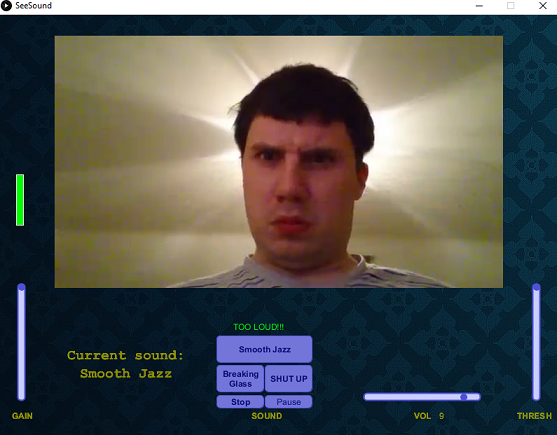 SeeSound
TOO LOUD!!!
Current sound:
Smooth Jazz
Smooth Jazz
Breaking
Glass
SHUT UP
Stop
Pause
GAIN
SOUND
VOL 9
THRESH